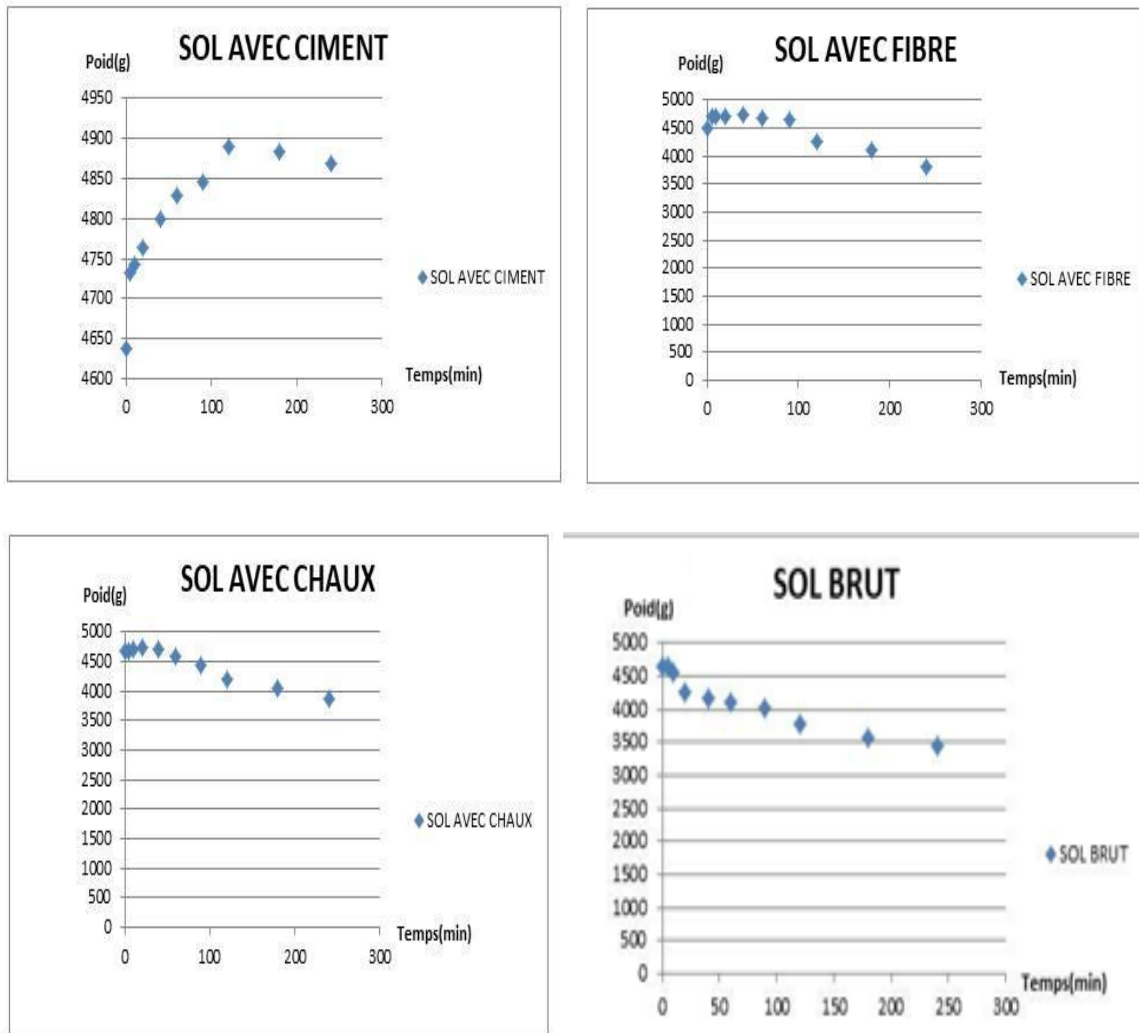 SOL AVEC CIMENT
Poid(g)
4950
4900
4850
4800
4750
4700
4650
4600
0 100 200 300
Temps(min)
SOL AVEC CIMENT
SOL AVEC FIBRE
Poid(g)
5000
4500
4000
3500
3000
2500
2000
1500
1000
500
0
0 100 200 300
Temps(min)
SOL AVEC FIBRE
SOL AVEC CHAUX
Poid(g)
5000
4500
4000
3500
3000
2500
2000
1500
1000
500
0
0 100 200 300
Temps(min)
SOL AVEC CHAUX
SOL BRUT
Poid(g)
5000
4500
4000
3500
3000
2500
2000
1500
1000
500
0
0 50 100 150 200 250 300
Temps(min)
SOL BRUT